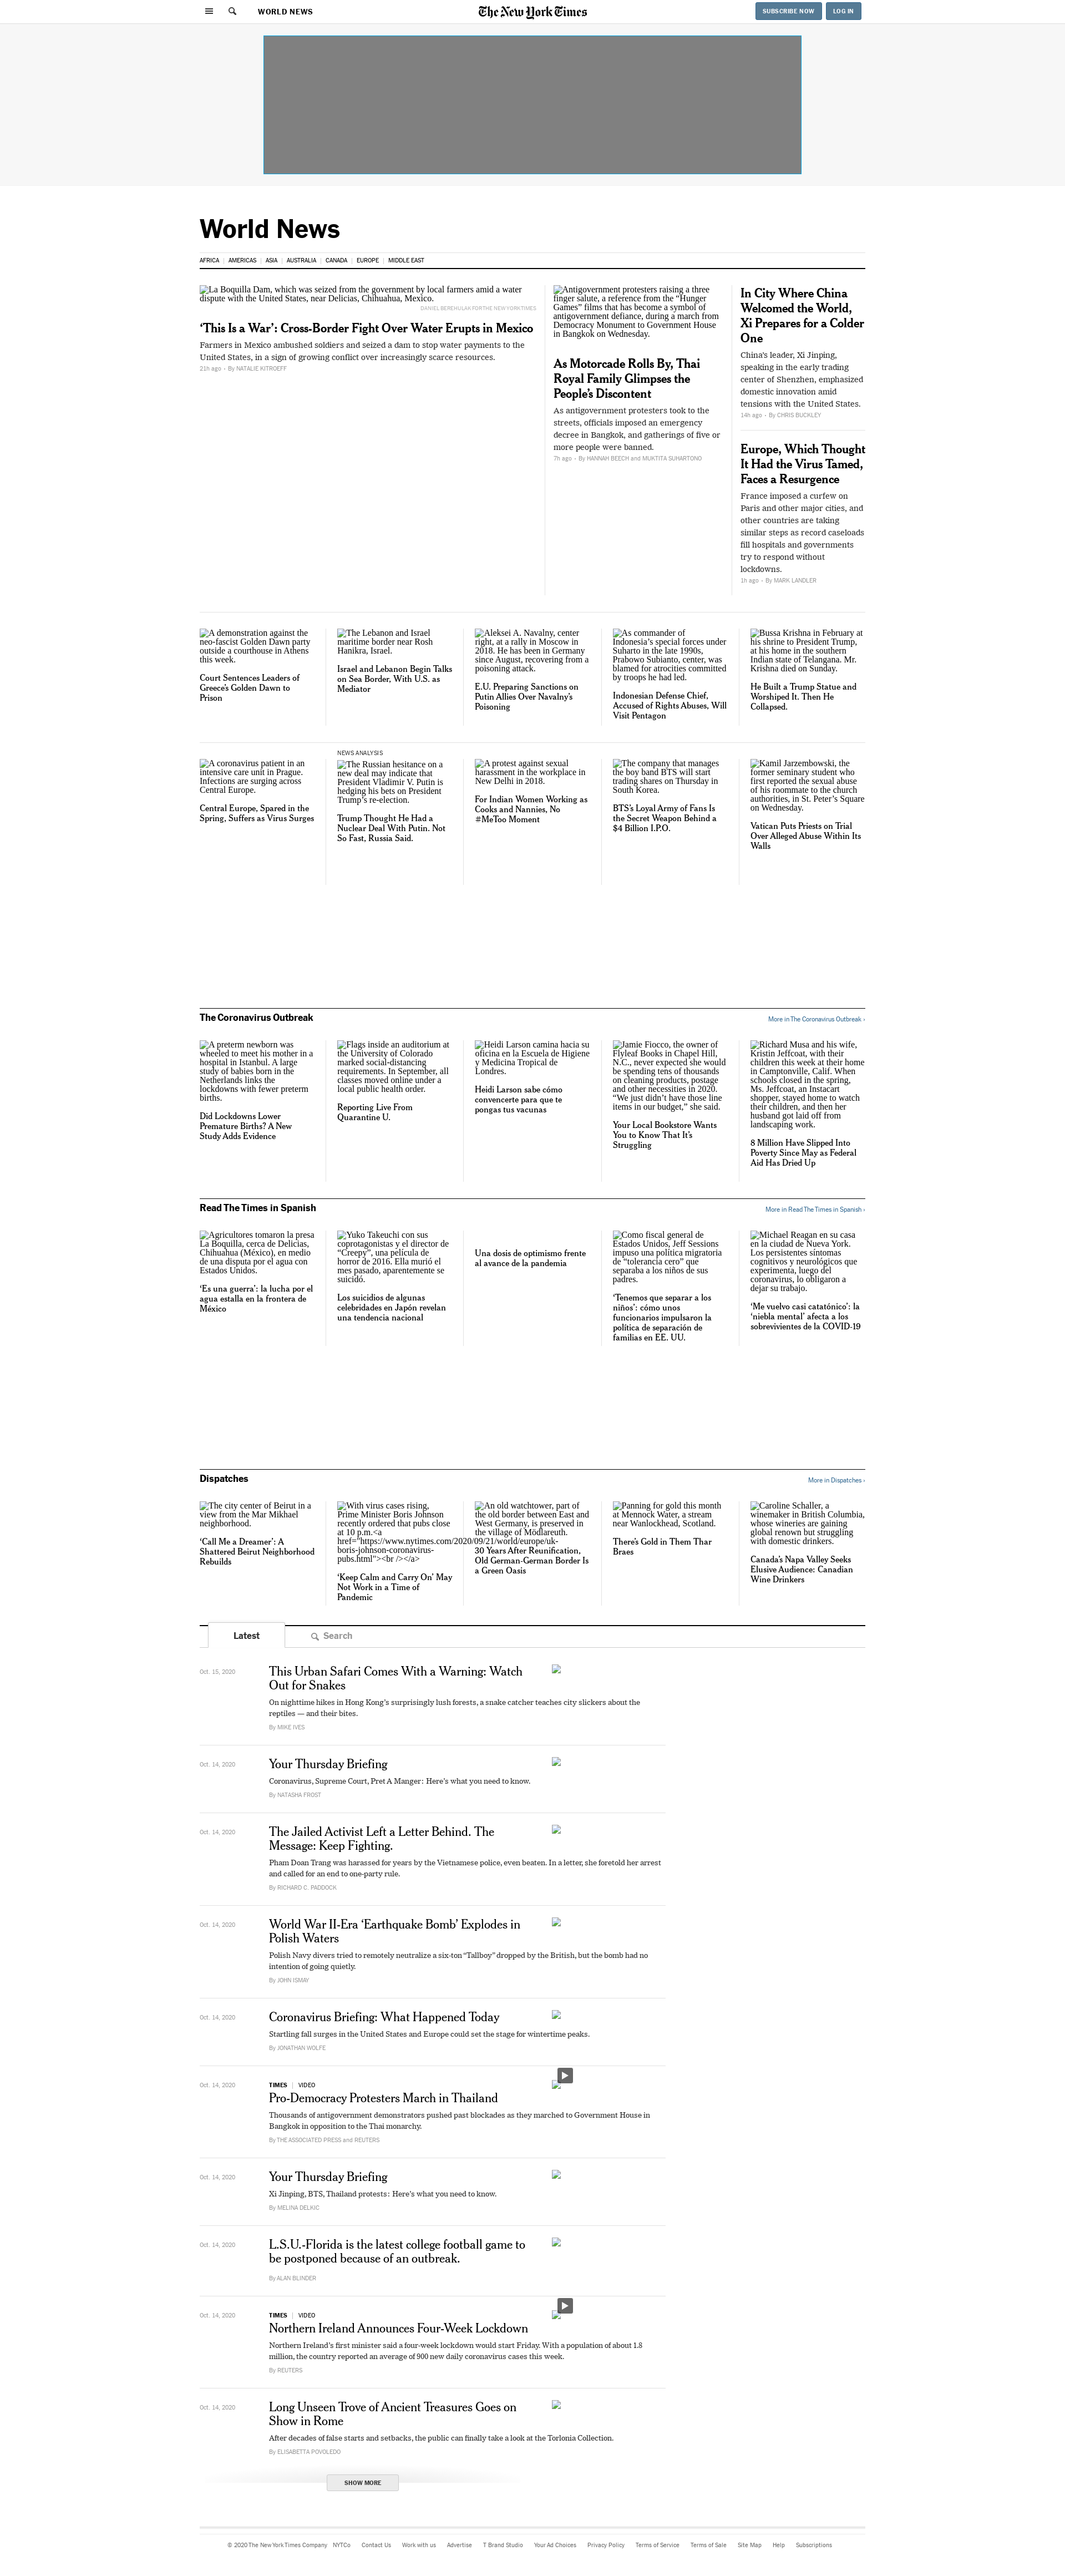 WORLD NEWS
The New York Times
SUBSCRIBE NOW
LOG IN
World News
AFRICA
AMERICAS
ASIA
AUSTRALIA
CANADA
EUROPE
MIDDLE EAST
La Boquilla Dam, which was seized from the government by local farmers amid a water
dispute with the United States, near Delicias, Chihuahua, Mexico.
DANIEL BEREHULAK FOR THE NEW YORK TIMES
‘This Is a War’: Cross-Border Fight Over Water Erupts in Mexico
Farmers in Mexico ambushed soldiers and seized a dam to stop water payments to the
United States, in a sign of growing conflict over increasingly scarce resources.
21h ago · By NATALIE KITROEFF
Antigovernment protesters raising a three
finger salute, a reference from the “Hunger
Games” films that has become a symbol of
antigovernment defiance, during a march from
Democracy Monument to Government House
in Bangkok on Wednesday.
As Motorcade Rolls By, Thai
Royal Family Glimpses the
People’s Discontent
As antigovernment protesters took to the
streets, officials imposed an emergency
decree in Bangkok, and gatherings of five or
more people were banned.
7h ago · By HANNAH BEECH and MUKTITA SUHARTONO
In City Where China
Welcomed the World,
Xi Prepares for a Colder
One
China’s leader, Xi Jinping,
speaking in the early trading
center of Shenzhen, emphasized
domestic innovation amid
tensions with the United States.
14h ago · By CHRIS BUCKLEY
Europe, Which Thought
It Had the Virus Tamed,
Faces a Resurgence
France imposed a curfew on
Paris and other major cities, and
other countries are taking
similar steps as record caseloads
fill hospitals and governments
try to respond without
lockdowns.
1h ago · By MARK LANDLER
A demonstration against the
neo-fascist Golden Dawn party
outside a courthouse in Athens
this week.
Court Sentences Leaders of
Greece’s Golden Dawn to
Prison
The Lebanon and Israel
maritime border near Rosh
Hanikra, Israel.
Israel and Lebanon Begin Talks
on Sea Border, With U.S. as
Mediator
Aleksei A. Navalny, center
right, at a rally in Moscow in
2018. He has been in Germany
since August, recovering from a
poisoning attack.
E.U. Preparing Sanctions on
Putin Allies Over Navalny’s
Poisoning
As commander of
Indonesia’s special forces under
Suharto in the late 1990s,
Prabowo Subianto, center, was
blamed for atrocities committed
by troops he had led.
Indonesian Defense Chief,
Accused of Rights Abuses, Will
Visit Pentagon
Bussa Krishna in February at
his shrine to President Trump,
at his home in the southern
Indian state of Telangana. Mr.
Krishna died on Sunday.
He Built a Trump Statue and
Worshiped It. Then He
Collapsed.
A coronavirus patient in an
intensive care unit in Prague.
Infections are surging across
Central Europe.
Central Europe, Spared in the
Spring, Suffers as Virus Surges
NEWS ANALYSIS
The Russian hesitance on a
new deal may indicate that
President Vladimir V. Putin is
hedging his bets on President
Trump’s re-election.
Trump Thought He Had a
Nuclear Deal With Putin. Not
So Fast, Russia Said.
A protest against sexual
harassment in the workplace in
New Delhi in 2018.
For Indian Women Working as
Cooks and Nannies, No
#MeToo Moment
The company that manages
the boy band BTS will start
trading shares on Thursday in
South Korea.
BTS’s Loyal Army of Fans Is
the Secret Weapon Behind a
$4 Billion I.P.O.
Kamil Jarzembowski, the
former seminary student who
first reported the sexual abuse
of his roommate to the church
authorities, in St. Peter’s Square
on Wednesday.
Vatican Puts Priests on Trial
Over Alleged Abuse Within Its
Walls
The Coronavirus Outbreak
More in The Coronavirus Outbreak ›
A preterm newborn was
wheeled to meet his mother in a
hospital in Istanbul. A large
study of babies born in the
Netherlands links the
lockdowns with fewer preterm
births.
Did Lockdowns Lower
Premature Births? A New
Study Adds Evidence
Flags inside an auditorium at
the University of Colorado
marked social-distancing
requirements. In September, all
classes moved online under a
local public health order.
Reporting Live From
Quarantine U.
Heidi Larson camina hacia su
oficina en la Escuela de Higiene
y Medicina Tropical de
Londres.
Heidi Larson sabe cómo
convencerte para que te
pongas tus vacunas
Jamie Fiocco, the owner of
Flyleaf Books in Chapel Hill,
N.C., never expected she would
be spending tens of thousands
on cleaning products, postage
and other necessities in 2020.
“We just didn’t have those line
items in our budget,” she said.
Your Local Bookstore Wants
You to Know That It’s
Struggling
Richard Musa and his wife,
Kristin Jeffcoat, with their
children this week at their home
in Camptonville, Calif. When
schools closed in the spring,
Ms. Jeffcoat, an Instacart
shopper, stayed home to watch
their children, and then her
husband got laid off from
landscaping work.
8 Million Have Slipped Into
Poverty Since May as Federal
Aid Has Dried Up
Read The Times in Spanish
More in Read The Times in Spanish ›
Agricultores tomaron la presa
La Boquilla, cerca de Delicias,
Chihuahua (México), en medio
de una disputa por el agua con
Estados Unidos.
‘Es una guerra’: la lucha por el
agua estalla en la frontera de
México
Yuko Takeuchi con sus
coprotagonistas y el director de
“Creepy”, una película de
horror de 2016. Ella murió el
mes pasado, aparentemente se
suicidó.
Los suicidios de algunas
celebridades en Japón revelan
una tendencia nacional
Una dosis de optimismo frente
al avance de la pandemia
Como fiscal general de
Estados Unidos, Jeff Sessions
impuso una política migratoria
de “tolerancia cero” que
separaba a los niños de sus
padres.
‘Tenemos que separar a los
niños’: cómo unos
funcionarios impulsaron la
política de separación de
familias en EE. UU.
Michael Reagan en su casa
en la ciudad de Nueva York.
Los persistentes síntomas
cognitivos y neurológicos que
experimenta, luego del
coronavirus, lo obligaron a
dejar su trabajo.
‘Me vuelvo casi catatónico’: la
‘niebla mental’ afecta a los
sobrevivientes de la COVID-19
Dispatches
More in Dispatches ›
The city center of Beirut in a
view from the Mar Mikhael
neighborhood.
‘Call Me a Dreamer’: A
Shattered Beirut Neighborhood
Rebuilds
With virus cases rising,
Prime Minister Boris Johnson
recently ordered that pubs close
at 10 p.m.<a
href="https://www.nytimes.com/2020/09/21/world/europe/uk-
boris-johnson-coronavirus-
pubs.html"><br /></a>
‘Keep Calm and Carry On’ May
Not Work in a Time of
Pandemic
An old watchtower, part of
the old border between East and
West Germany, is preserved in
the village of Mödlareuth.
30 Years After Reunification,
Old German-German Border Is
a Green Oasis
Panning for gold this month
at Mennock Water, a stream
near Wanlockhead, Scotland.
There’s Gold in Them Thar
Braes
Caroline Schaller, a
winemaker in British Columbia,
whose wineries are gaining
global renown but struggling
with domestic drinkers.
Canada’s Napa Valley Seeks
Elusive Audience: Canadian
Wine Drinkers
Latest
Search
Oct. 15, 2020
This Urban Safari Comes With a Warning: Watch
Out for Snakes
On nighttime hikes in Hong Kong’s surprisingly lush forests, a snake catcher teaches city slickers about the
reptiles — and their bites.
By MIKE IVES
Oct. 14, 2020
Your Thursday Briefing
Coronavirus, Supreme Court, Pret A Manger: Here’s what you need to know.
By NATASHA FROST
Oct. 14, 2020
The Jailed Activist Left a Letter Behind. The
Message: Keep Fighting.
Pham Doan Trang was harassed for years by the Vietnamese police, even beaten. In a letter, she foretold her arrest
and called for an end to one-party rule.
By RICHARD C. PADDOCK
Oct. 14, 2020
World War II-Era ‘Earthquake Bomb’ Explodes in
Polish Waters
Polish Navy divers tried to remotely neutralize a six-ton “Tallboy” dropped by the British, but the bomb had no
intention of going quietly.
By JOHN ISMAY
Oct. 14, 2020
Coronavirus Briefing: What Happened Today
Startling fall surges in the United States and Europe could set the stage for wintertime peaks.
By JONATHAN WOLFE
Oct. 14, 2020
TIMES | VIDEO
Pro-Democracy Protesters March in Thailand
Thousands of antigovernment demonstrators pushed past blockades as they marched to Government House in
Bangkok in opposition to the Thai monarchy.
By THE ASSOCIATED PRESS and REUTERS
Oct. 14, 2020
Your Thursday Briefing
Xi Jinping, BTS, Thailand protests: Here’s what you need to know.
By MELINA DELKIC
Oct. 14, 2020
L.S.U.-Florida is the latest college football game to
be postponed because of an outbreak.
By ALAN BLINDER
Oct. 14, 2020
TIMES | VIDEO
Northern Ireland Announces Four-Week Lockdown
Northern Ireland’s first minister said a four-week lockdown would start Friday. With a population of about 1.8
million, the country reported an average of 900 new daily coronavirus cases this week.
By REUTERS
Oct. 14, 2020
Long Unseen Trove of Ancient Treasures Goes on
Show in Rome
After decades of false starts and setbacks, the public can finally take a look at the Torlonia Collection.
By ELISABETTA POVOLEDO
SHOW MORE
© 2020 The New York Times Company
NYTCo
Contact Us
Work with us
Advertise
T Brand Studio
Your Ad Choices
Privacy Policy
Terms of Service
Terms of Sale
Site Map
Help
Subscriptions